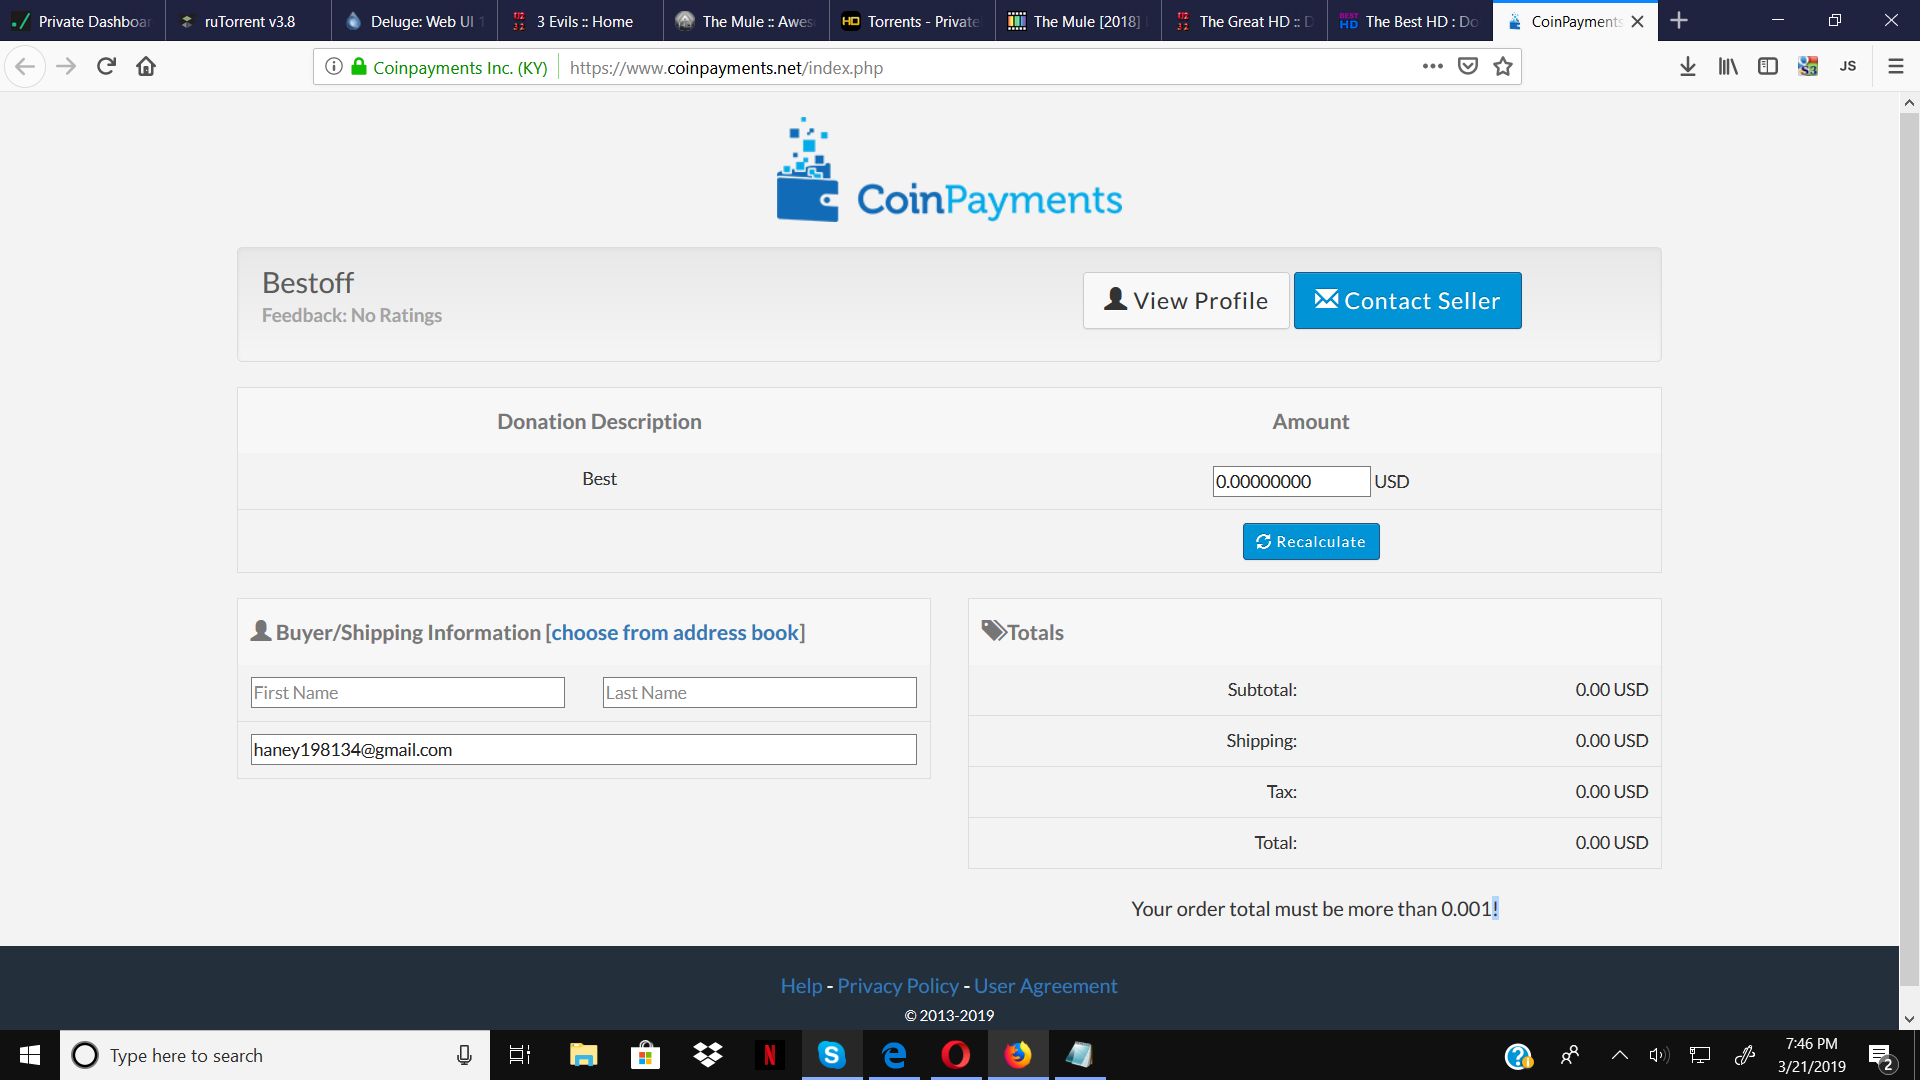 Private Dashboar
ruTorrent v3.8
Deluge: Web UI 1
3 Evils :: Home
The Mule :: Awes
Torrents - Private
The Mule [2018]
The Great HD :: D
The Best HD : Do
CoinPayments
Coinpayments Inc. (KY)
https://www.coinpayments.net/index.php
JS
CoinPayments
Bestoff
Feedback: No Ratings
View Profile
Contact Seller
Donation Description
Amount
Best
0.00000000 USD
Recalculate
Buyer/Shipping Information [choose from address book]
First Name
Last Name
haney198134@gmail.com
Totals
Subtotal: 0.00 USD
Shipping: 0.00 USD
Tax: 0.00 USD
Total: 0.00 USD
Your order total must be more than 0.001!
Help - Privacy Policy - User Agreement
© 2013-2019
Type here to search
7:46 PM
3/21/2019
2